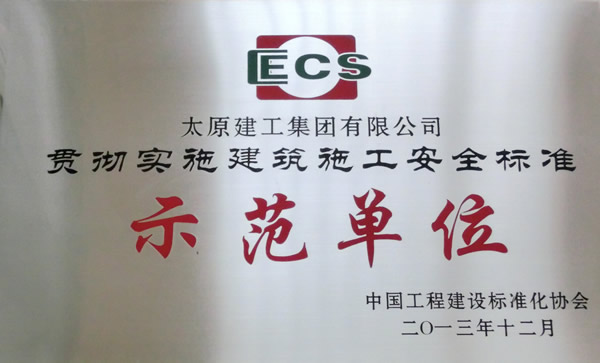 CECS
太原建工集团有限公司
贯彻实施建筑施工安全标准
示范单位
中国工程建设标准化协会
二〇一三年十二月